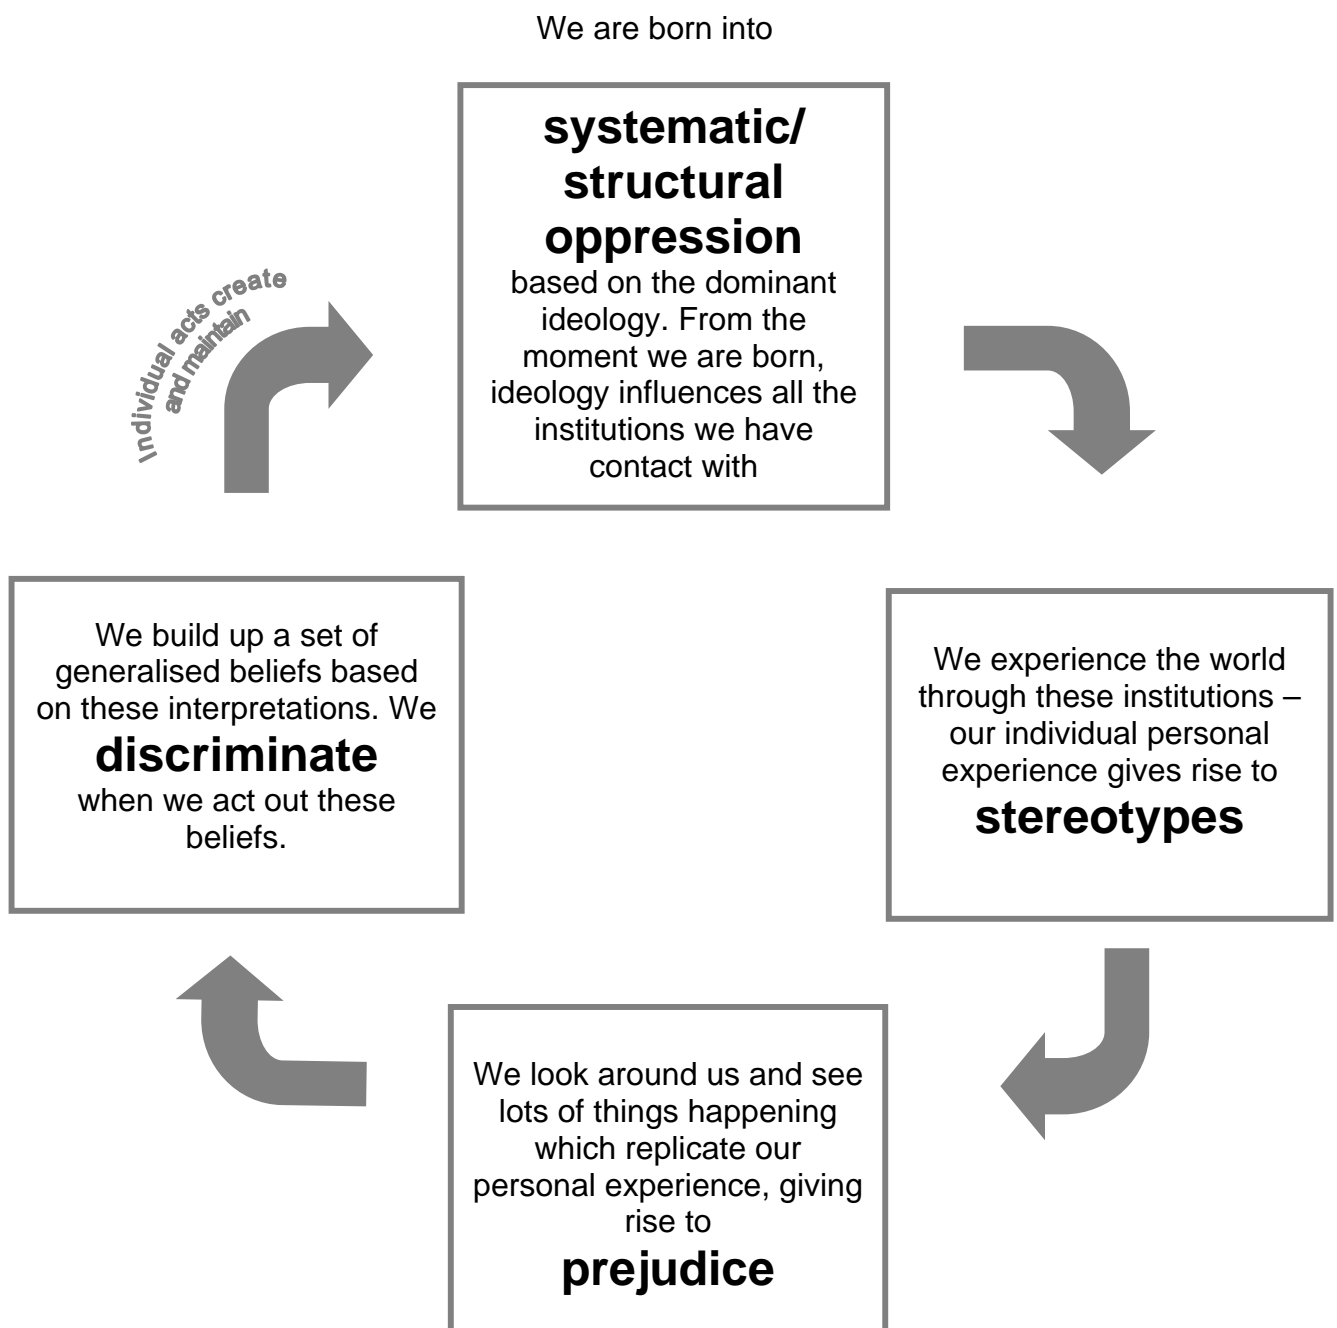 We are born into
systematic/
structural
oppression
based on the dominant
ideology. From the
moment we are born,
ideology influences all the
institutions we have
contact with
Individual acts create
and maintain
We experience the world
through these institutions –
our individual personal
experience gives rise to
stereotypes
We look around us and see
lots of things happening
which replicate our
personal experience, giving
rise to
prejudice
We build up a set of
generalised beliefs based
on these interpretations. We
discriminate
when we act out these
beliefs.